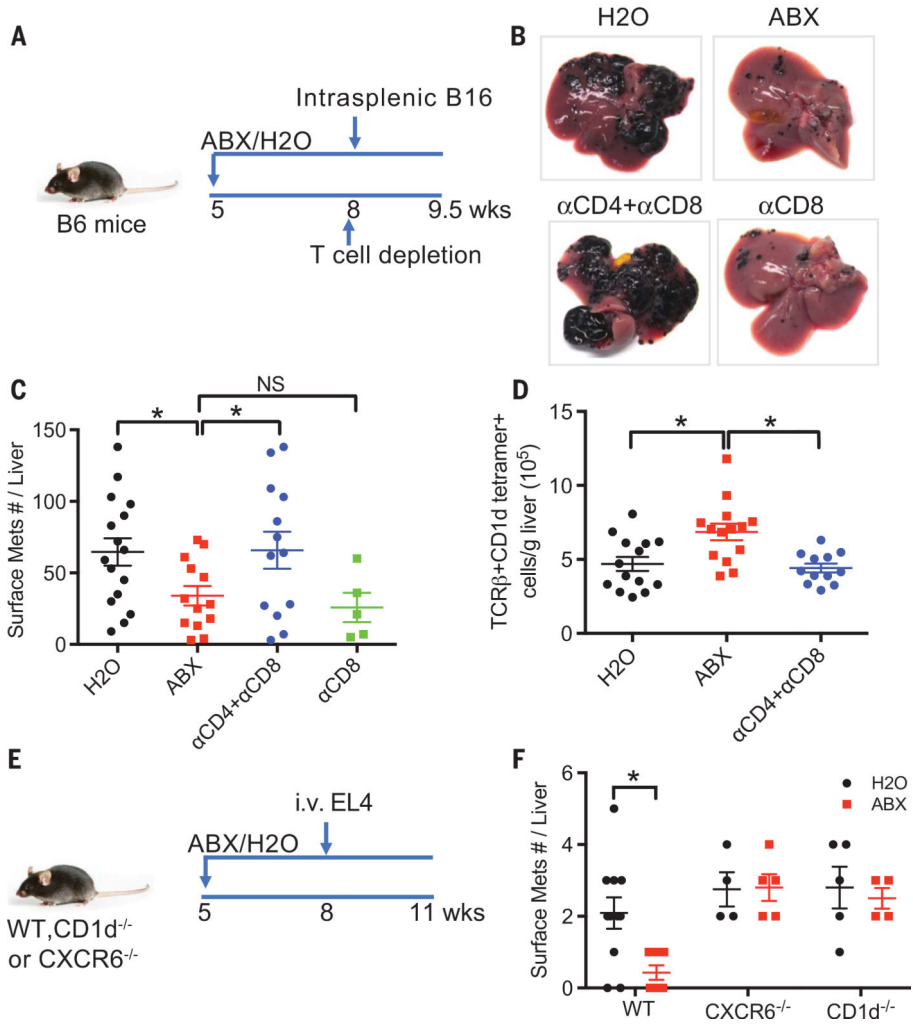 A
Intrasplenic B16
ABX/H2O
B6 mice
5
8
9.5 wks
T cell depletion
B
H2O
ABX
αCD4+αCD8
αCD8
C
NS
*
*
Surface Mets # / Liver
150
100
50
0
H2O
ABX
αCD4+αCD8
αCD8
D
*
*
TCRβ+CD1d tetramer+
cells/g liver (10⁵)
15
10
5
0
H2O
ABX
αCD4+αCD8
E
i.v. EL4
ABX/H2O
5
8
11 wks
WT,CD1d⁻/⁻
or CXCR6⁻/⁻
F
H2O
ABX
*
Surface Mets # / Liver
6
4
2
0
WT
CXCR6⁻/⁻
CD1d⁻/⁻